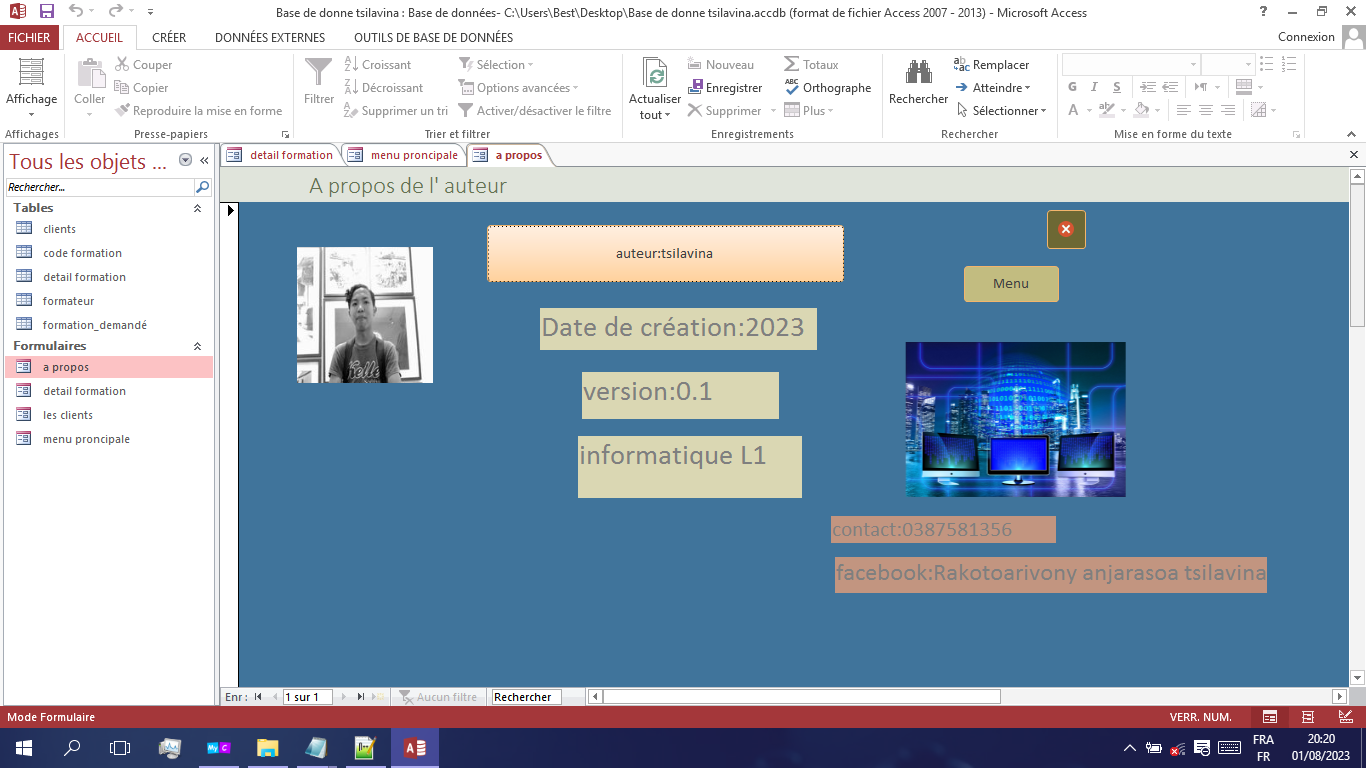 Base de donne tsilavina : Base de données- C:\Users\Best\Desktop\Base de donne tsilavina.accdb (format de fichier Access 2007 - 2013) - Microsoft Access
FICHIER ACCUEIL CRÉER DONNÉES EXTERNES OUTILS DE BASE DE DONNÉES Connexion
Affichage
Affichages
Coller
Couper
Copier
Reproduire la mise en forme
Presse-papiers
Filtrer
Croissant
Décroissant
Supprimer un tri
Sélection
Options avancées
Activer/désactiver le filtre
Trier et filtrer
Actualiser
tout
Nouveau
Enregistrer
Supprimer
Totaux
Orthographe
Plus
Enregistrements
Rechercher
Remplacer
Atteindre
Sélectionner
Rechercher
G I S
A
Mise en forme du texte
Tous les objets ...
Rechercher...
Tables
clients
code formation
detail formation
formateur
formation_demandé
Formulaires
a propos
detail formation
les clients
menu proncipale
detail formation menu proncipale a propos
A propos de l' auteur
auteur:tsilavina
Menu
Date de création:2023
version:0.1
informatique L1
contact:0387581356
facebook:Rakotoarivony anjarasoa tsilavina
Enr : 1 sur 1 Aucun filtre Rechercher
Mode Formulaire VERR. NUM.
FRA
FR
20:20
01/08/2023